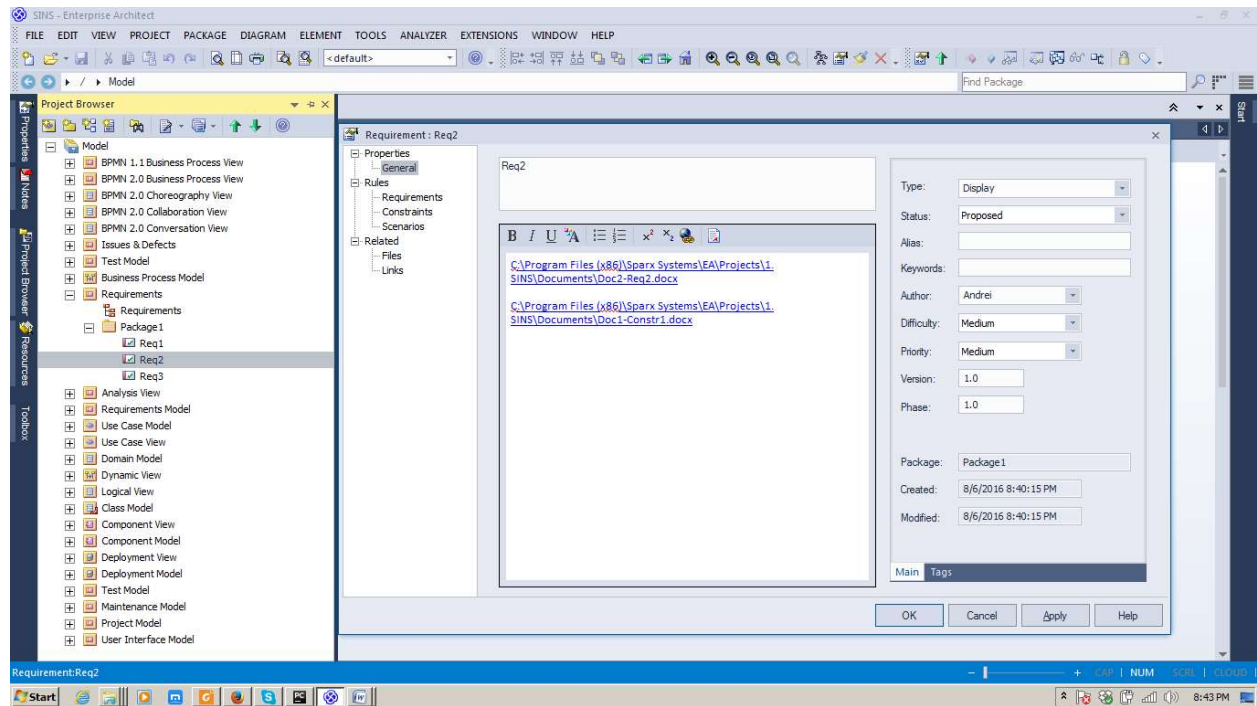 SINS - Enterprise Architect
FILE EDIT VIEW PROJECT PACKAGE DIAGRAM ELEMENT TOOLS ANALYZER EXTENSIONS WINDOW HELP
<default>
Model
Find Package
Project Browser
Start
Properties
Notes
Project Browser
Resources
Toolbox
Model
BPMN 1.1 Business Process View
BPMN 2.0 Business Process View
BPMN 2.0 Choreography View
BPMN 2.0 Collaboration View
BPMN 2.0 Conversation View
Issues & Defects
Test Model
Business Process Model
Requirements
Requirements
Package1
Req1
Req2
Req3
Analysis View
Requirements Model
Use Case Model
Use Case View
Domain Model
Dynamic View
Logical View
Class Model
Component View
Component Model
Deployment View
Deployment Model
Test Model
Maintenance Model
Project Model
User Interface Model
Requirement : Req2
Properties
General
Rules
Requirements
Constraints
Scenarios
Related
Files
Links
Req2
B I U A x² x₂
C:\Program Files (x86)\Sparx Systems\EA\Projects\1.
SINS\Documents\Doc2-Req2.docx
C:\Program Files (x86)\Sparx Systems\EA\Projects\1.
SINS\Documents\Doc1-Constr1.docx
Type: Display
Status: Proposed
Alias:
Keywords:
Author: Andrei
Difficulty: Medium
Priority: Medium
Version: 1.0
Phase: 1.0
Package: Package1
Created: 8/6/2016 8:40:15 PM
Modified: 8/6/2016 8:40:15 PM
Main Tags
OK Cancel Apply Help
Requirement:Req2
- + CAP | NUM SCRL | CLOUD
Start
8:43 PM